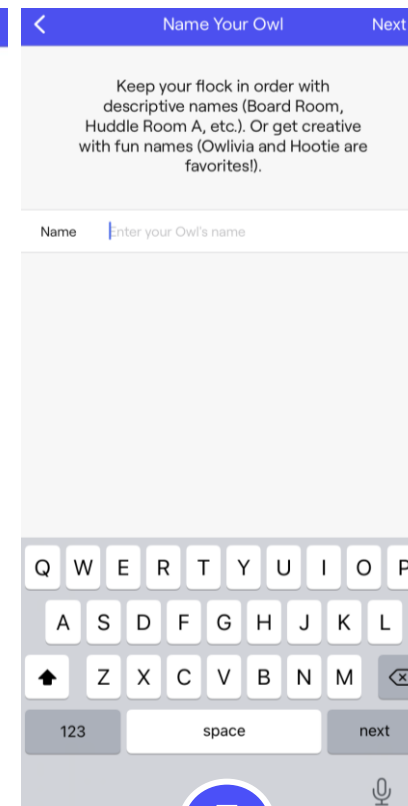 Name Your Owl Next
Keep your flock in order with
descriptive names (Board Room,
Huddle Room A, etc.). Or get creative
with fun names (Owlivia and Hootie are
favorites!).
Name Enter your Owl's name
Q W E R T Y U I O P
A S D F G H J K L
Z X C V B N M
123 space next